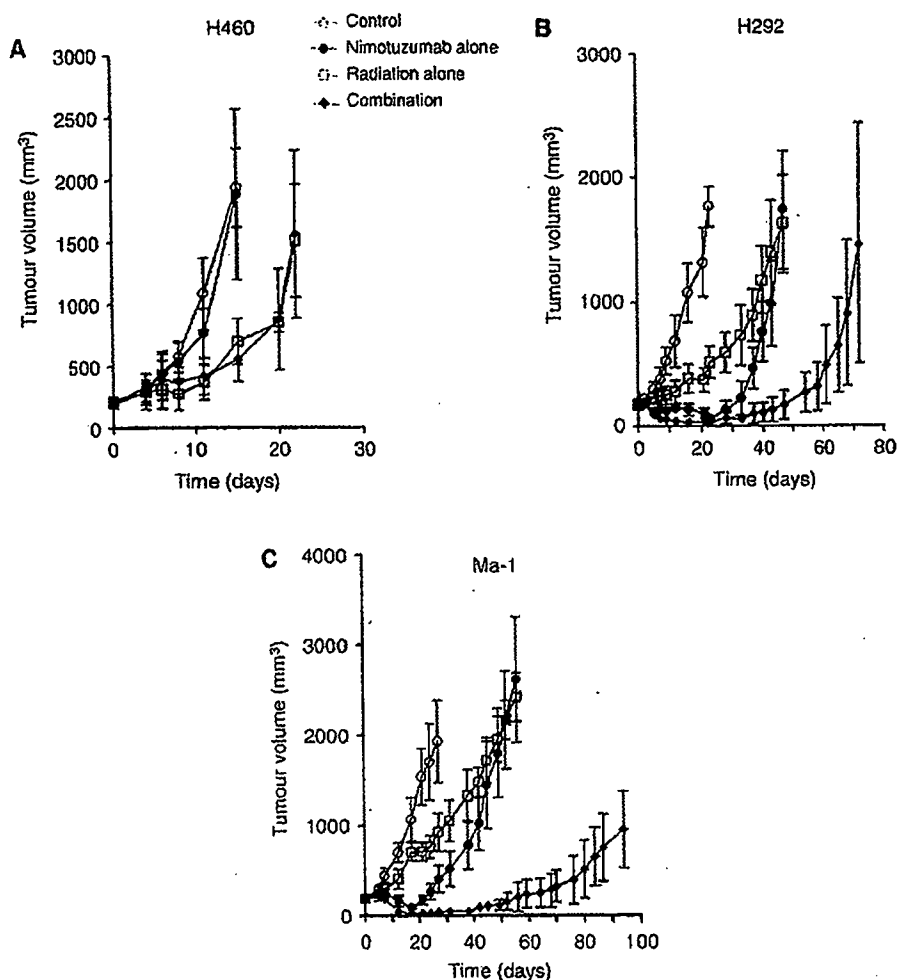 A
H460
Control
Nimotuzumab alone
Radiation alone
Combination
3000
2500
2000
1500
1000
500
0
Tumour volume (mm³)
0 10 20 30
Time (days)
B
H292
3000
2000
1000
0
Tumour volume (mm³)
0 20 40 60 80
Time (days)
C
Ma-1
4000
3000
2000
1000
0
Tumour volume (mm³)
0 20 40 60 80 100
Time (days)